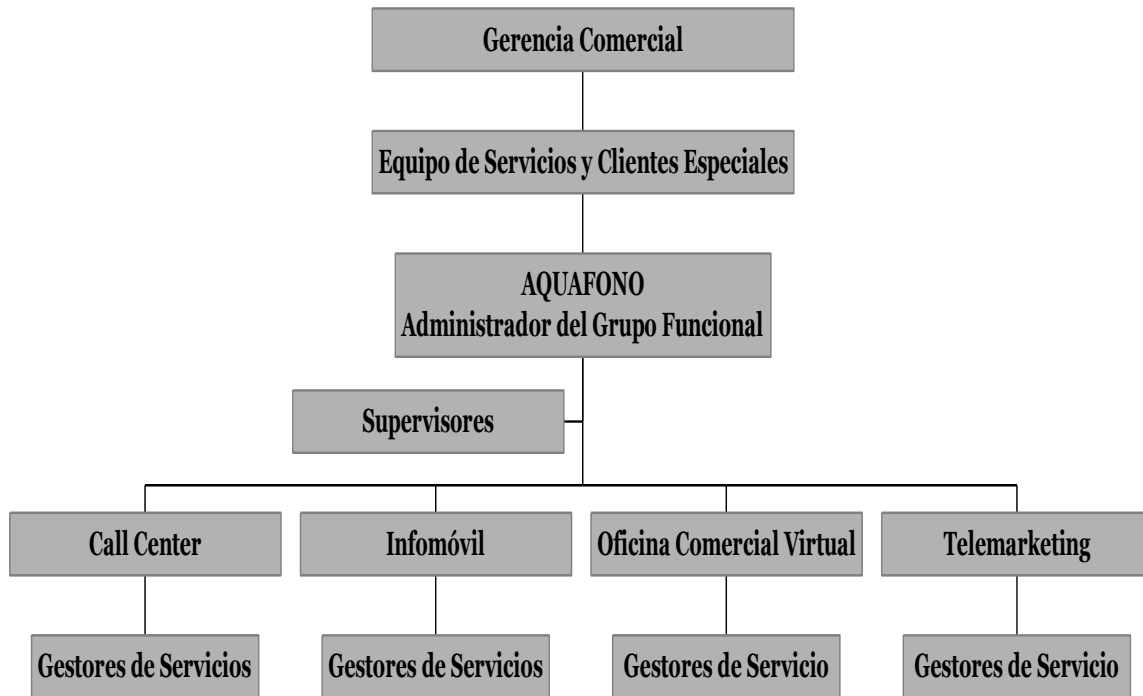 Gerencia Comercial
Equipo de Servicios y Clientes Especiales
AQUAFONO
Administrador del Grupo Funcional
Supervisores
Call Center
Infomóvil
Oficina Comercial Virtual
Telemarketing
Gestores de Servicios
Gestores de Servicios
Gestores de Servicio
Gestores de Servicio